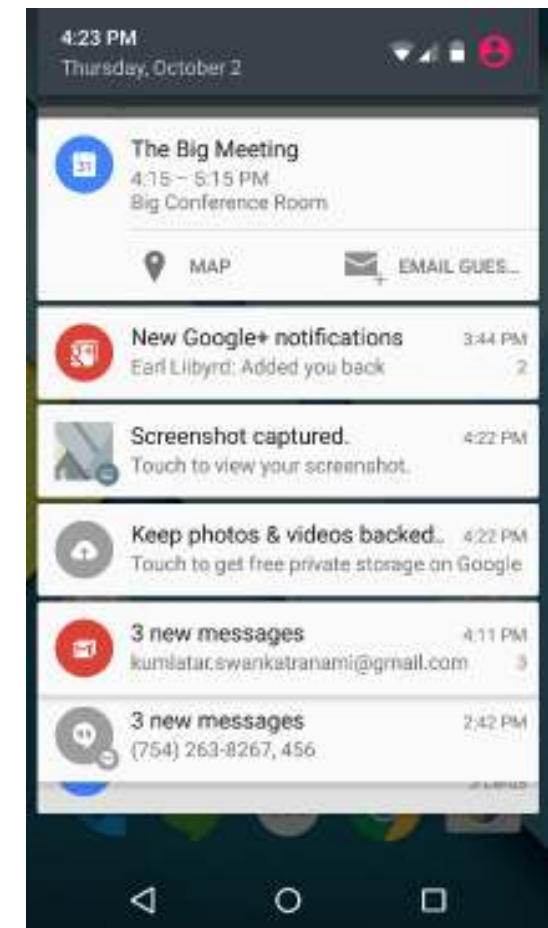 4:23 PM
Thursday, October 2
31
The Big Meeting
4:15 – 5:15 PM
Big Conference Room
MAP
EMAIL GUES...
New Google+ notifications 3:44 PM
Earl Liibyrd: Added you back 2
Screenshot captured. 4:22 PM
Touch to view your screenshot.
Keep photos & videos backed.. 4:22 PM
Touch to get free private storage on Google
3 new messages 4:11 PM
kumlatar.swankatranami@gmail.com 3
3 new messages 2:42 PM
(754) 263-8267, 456